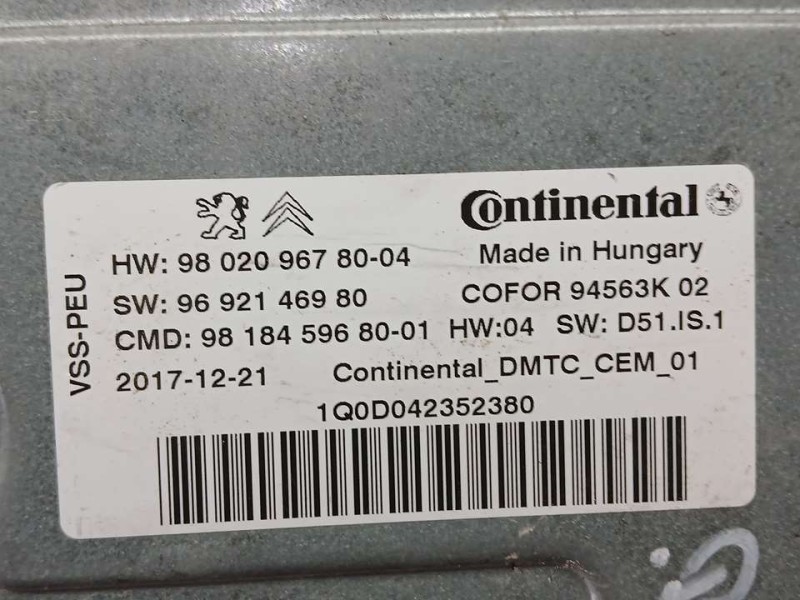 Continental
HW: 98 020 967 80-04
Made in Hungary
SW: 96 921 469 80
COFOR 94563K 02
CMD: 98 184 596 80-01 HW:04 SW: D51.IS.1
2017-12-21 Continental_DMTC_CEM_01
1Q0D042352380
VSS-PEU